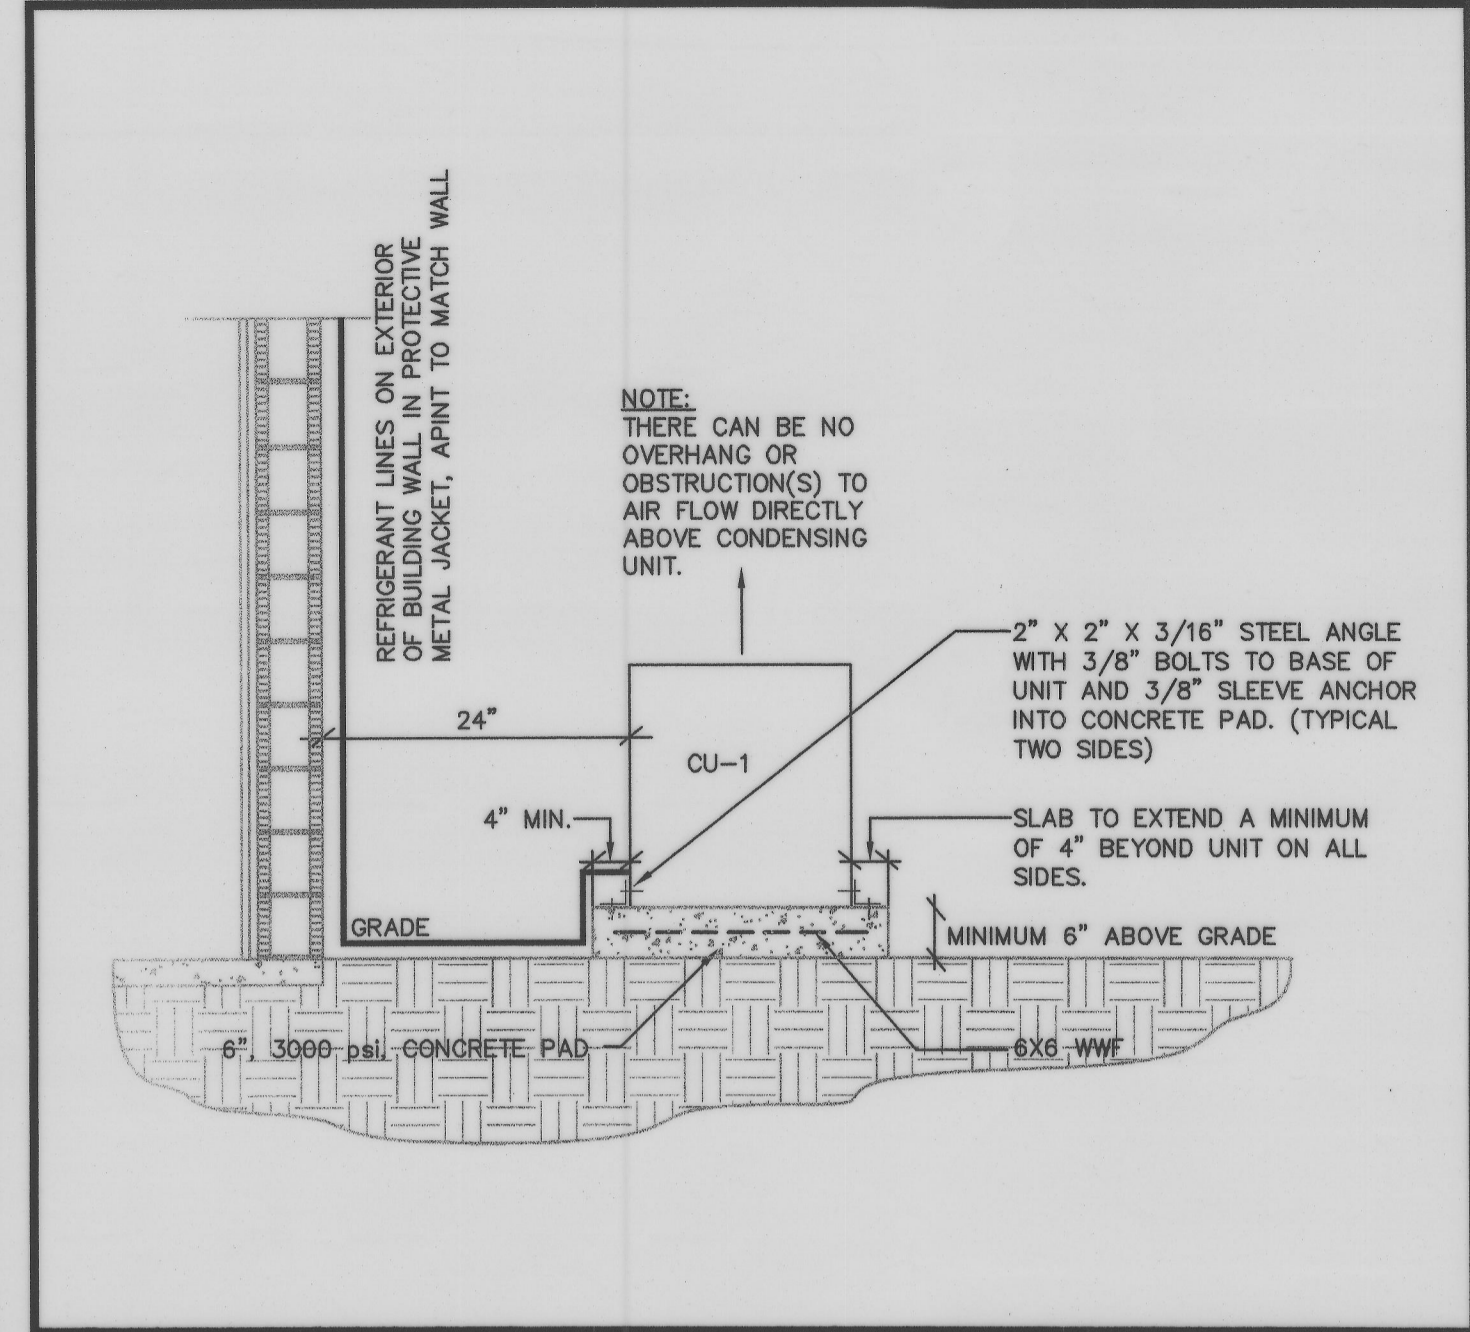 REFRIGERANT LINES ON EXTERIOR
OF BUILDING WALL IN PROTECTIVE
METAL JACKET, APINT TO MATCH WALL
NOTE:
THERE CAN BE NO
OVERHANG OR
OBSTRUCTION(S) TO
AIR FLOW DIRECTLY
ABOVE CONDENSING
UNIT.
2" X 2" X 3/16" STEEL ANGLE
WITH 3/8" BOLTS TO BASE OF
UNIT AND 3/8" SLEEVE ANCHOR
INTO CONCRETE PAD. (TYPICAL
TWO SIDES)
24"
CU-1
4" MIN.
SLAB TO EXTEND A MINIMUM
OF 4" BEYOND UNIT ON ALL
SIDES.
GRADE
MINIMUM 6" ABOVE GRADE
6", 3000 psi. CONCRETE PAD
6X6 WWF